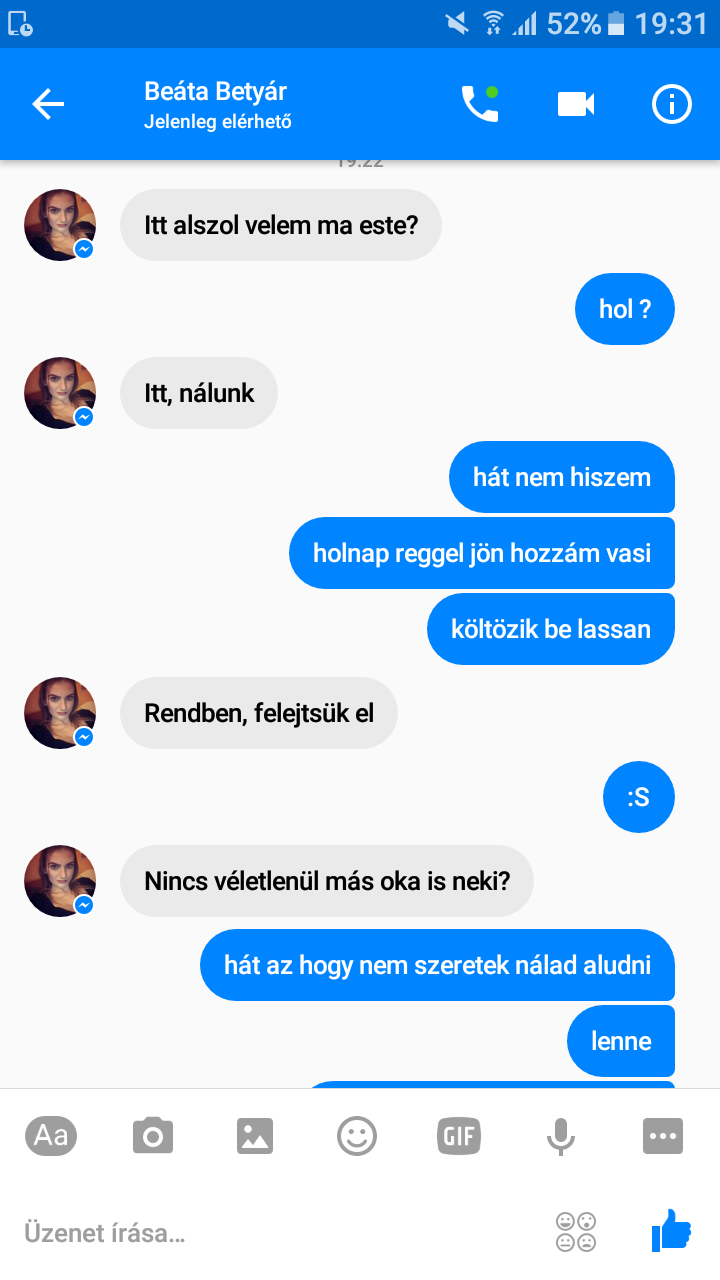 52% 19:31
Beáta Betyár
Jelenleg elérhető
19:22
Itt alszol velem ma este?
hol ?
Itt, nálunk
hát nem hiszem
holnap reggel jön hozzám vasi
költözik be lassan
Rendben, felejtsük el
:S
Nincs véletlenül más oka is neki?
hát az hogy nem szeretek nálad aludni
lenne
Aa
GIF
Üzenet írása...